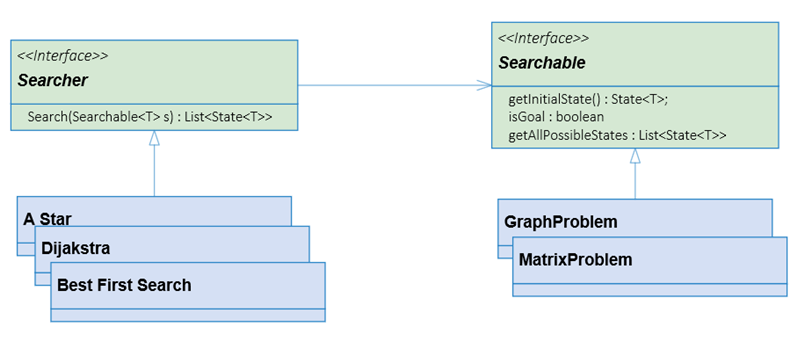 <<Interface>>
Searcher
Search(Searchable<T> s) : List<State<T>>
<<Interface>>
Searchable
getInitialState() : State<T>;
isGoal : boolean
getAllPossibleStates : List<State<T>>
A Star
Dijakstra
Best First Search
GraphProblem
MatrixProblem